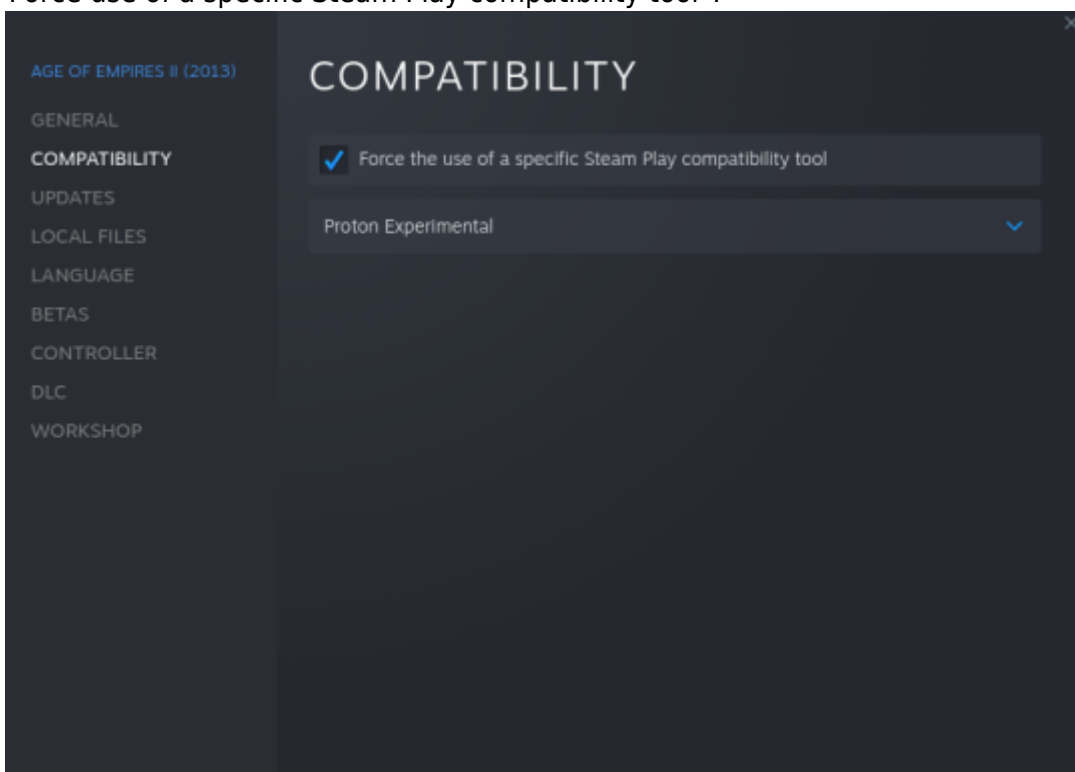 Force use of a specific Steam Play compatibility tool".
AGE OF EMPIRES II (2013)
GENERAL
COMPATIBILITY
UPDATES
LOCAL FILES
LANGUAGE
BETAS
CONTROLLER
DLC
WORKSHOP
COMPATIBILITY
Force the use of a specific Steam Play compatibility tool
Proton Experimental